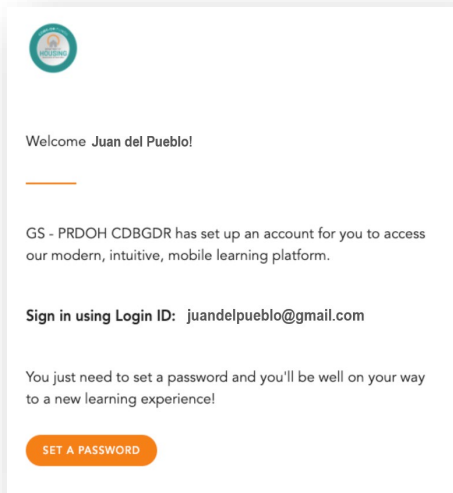 HOUSING
Welcome Juan del Pueblo!
GS - PRDOH CDBGDR has set up an account for you to access
our modern, intuitive, mobile learning platform.
Sign in using Login ID: juandelpueblo@gmail.com
You just need to set a password and you'll be well on your way
to a new learning experience!
SET A PASSWORD